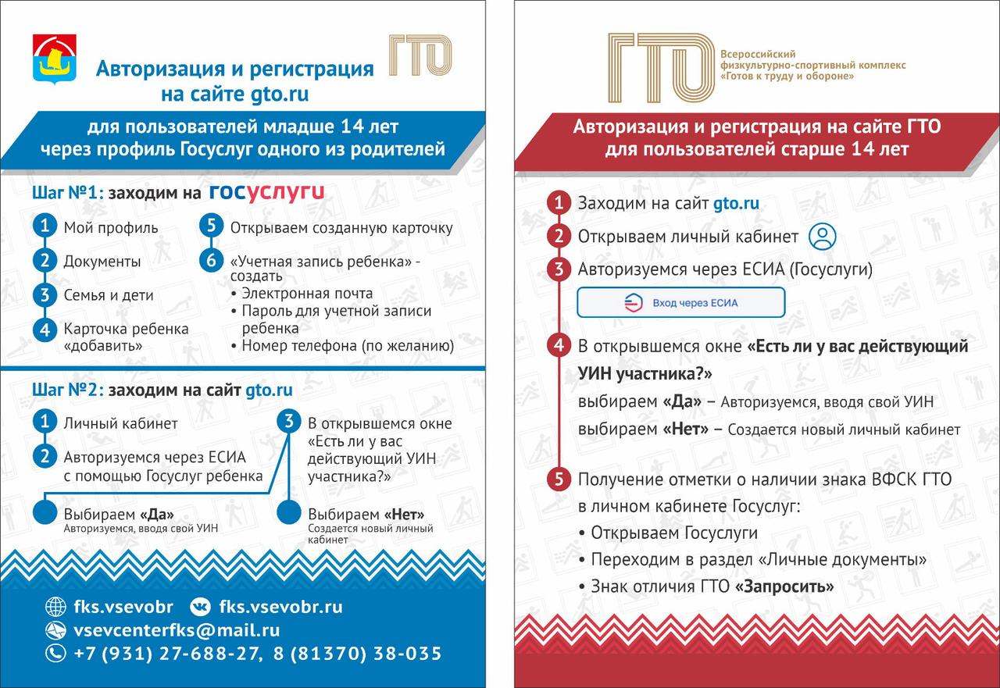 Авторизация и регистрация
на сайте gto.ru
ГТО
для пользователей младше 14 лет
через профиль Госуслуг одного из родителей
Шаг №1: заходим на госуслуги
1 Мой профиль
2 Документы
3 Семья и дети
4 Карточка ребенка
«добавить»
5 Открываем созданную карточку
6 «Учетная запись ребенка» -
создать
• Электронная почта
• Пароль для учетной записи
ребенка
• Номер телефона (по желанию)
Шаг №2: заходим на сайт gto.ru
1 Личный кабинет
2 Авторизуемся через ЕСИА
с помощью Госуслуг ребенка
3 В открывшемся окне
«Есть ли у вас
действующий УИН
участника?»
Выбираем «Да»
Авторизуемся, вводя свой УИН
Выбираем «Нет»
Создается новый личный
кабинет
fks.vsevobr fks.vsevobr.ru
vsevcenterfks@mail.ru
+7 (931) 27-688-27, 8 (81370) 38-035
ГТО
Всероссийский
физкультурно-спортивный комплекс
«Готов к труду и обороне»
Авторизация и регистрация на сайте ГТО
для пользователей старше 14 лет
1 Заходим на сайт gto.ru
2 Открываем личный кабинет
3 Авторизуемся через ЕСИА (Госуслуги)
Вход через ЕСИА
4 В открывшемся окне «Есть ли у вас действующий
УИН участника?»
выбираем «Да» – Авторизуемся, вводя свой УИН
выбираем «Нет» – Создается новый личный кабинет
5 Получение отметки о наличии знака ВФСК ГТО
в личном кабинете Госуслуг:
• Открываем Госуслуги
• Переходим в раздел «Личные документы»
• Знак отличия ГТО «Запросить»